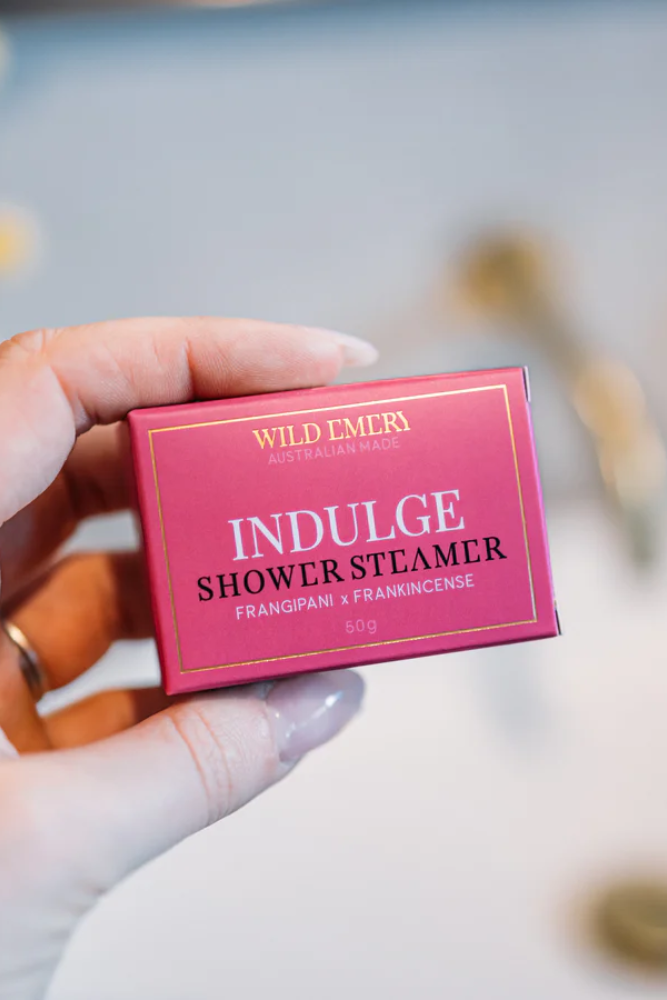 WILD EMERY
AUSTRALIAN MADE
INDULGE
SHOWER STEAMER
FRANGIPANI x FRANKINCENSE
50g